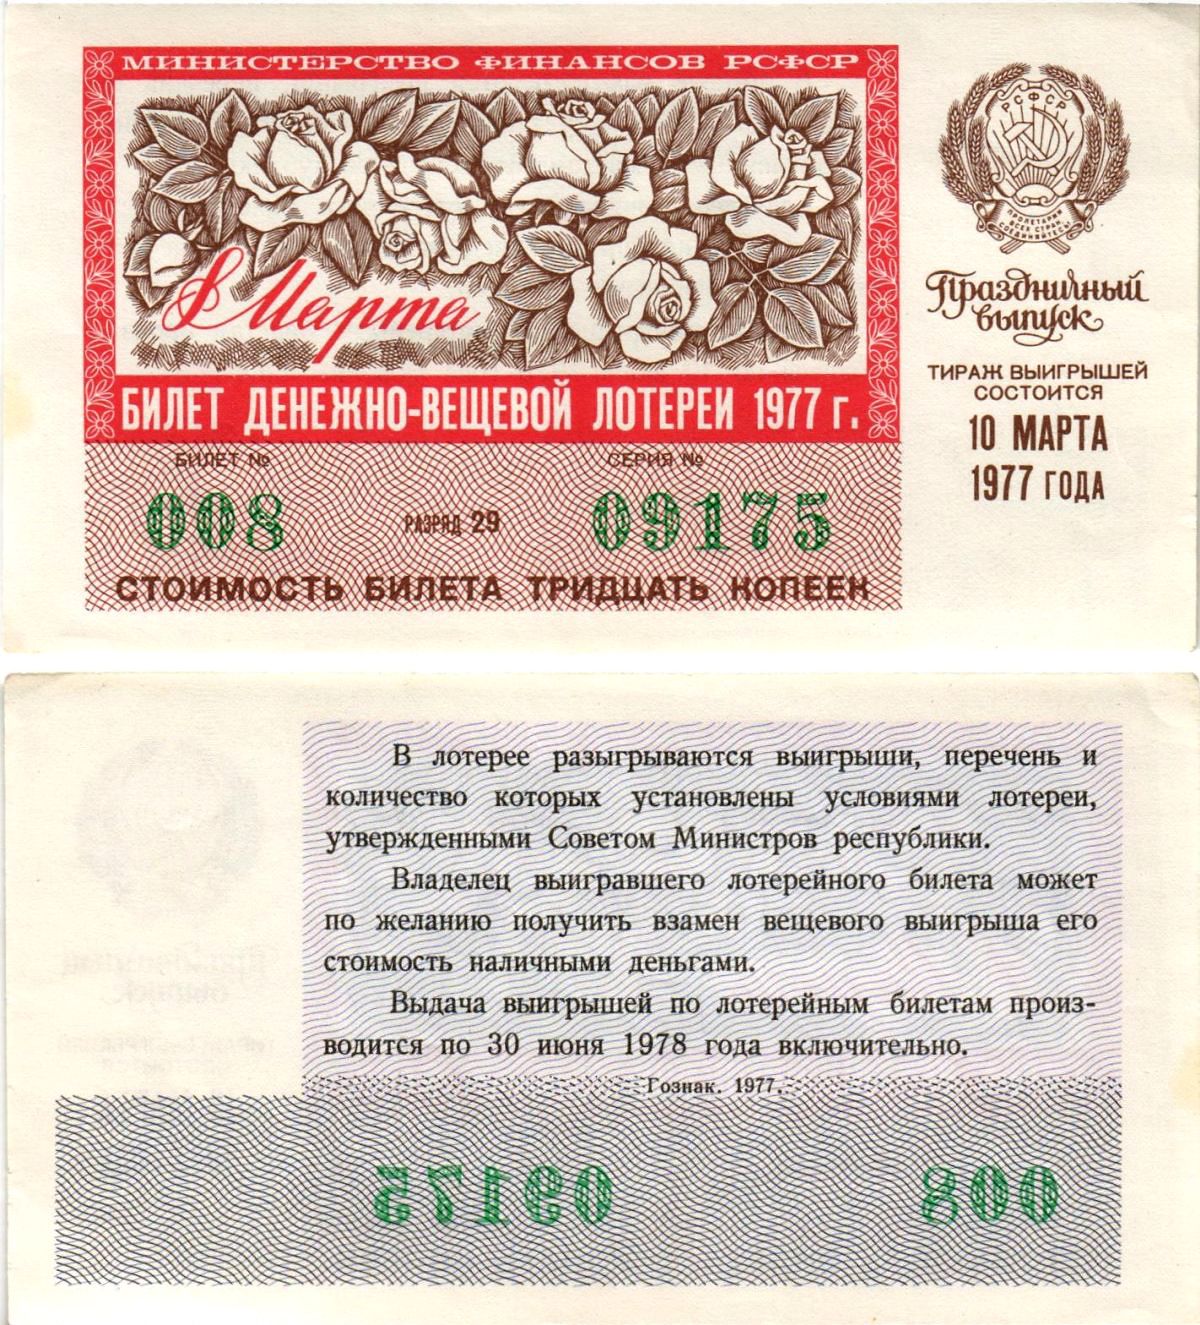 МИНИСТЕРСТВО ФИНАНСОВ РСФСР
8 Марта
БИЛЕТ ДЕНЕЖНО-ВЕЩЕВОЙ ЛОТЕРЕИ 1977 г.
БИЛЕТ № СЕРИЯ №
008 РАЗРЯД 29 09175
СТОИМОСТЬ БИЛЕТА ТРИДЦАТЬ КОПЕЕК
РСФСР
ПРОЛЕТАРИИ
ВСЕХ СТРАН
СОЕДИНЯЙТЕСЬ
Праздничный
выпуск
ТИРАЖ ВЫИГРЫШЕЙ
СОСТОИТСЯ
10 МАРТА
1977 ГОДА
В лотерее разыгрываются выигрыши, перечень и
количество которых установлены условиями лотереи,
утвержденными Советом Министров республики.
Владелец выигравшего лотерейного билета может
по желанию получить взамен вещевого выигрыша его
стоимость наличными деньгами.
Выдача выигрышей по лотерейным билетам произ-
водится по 30 июня 1978 года включительно.
Гознак. 1977.
09175 008